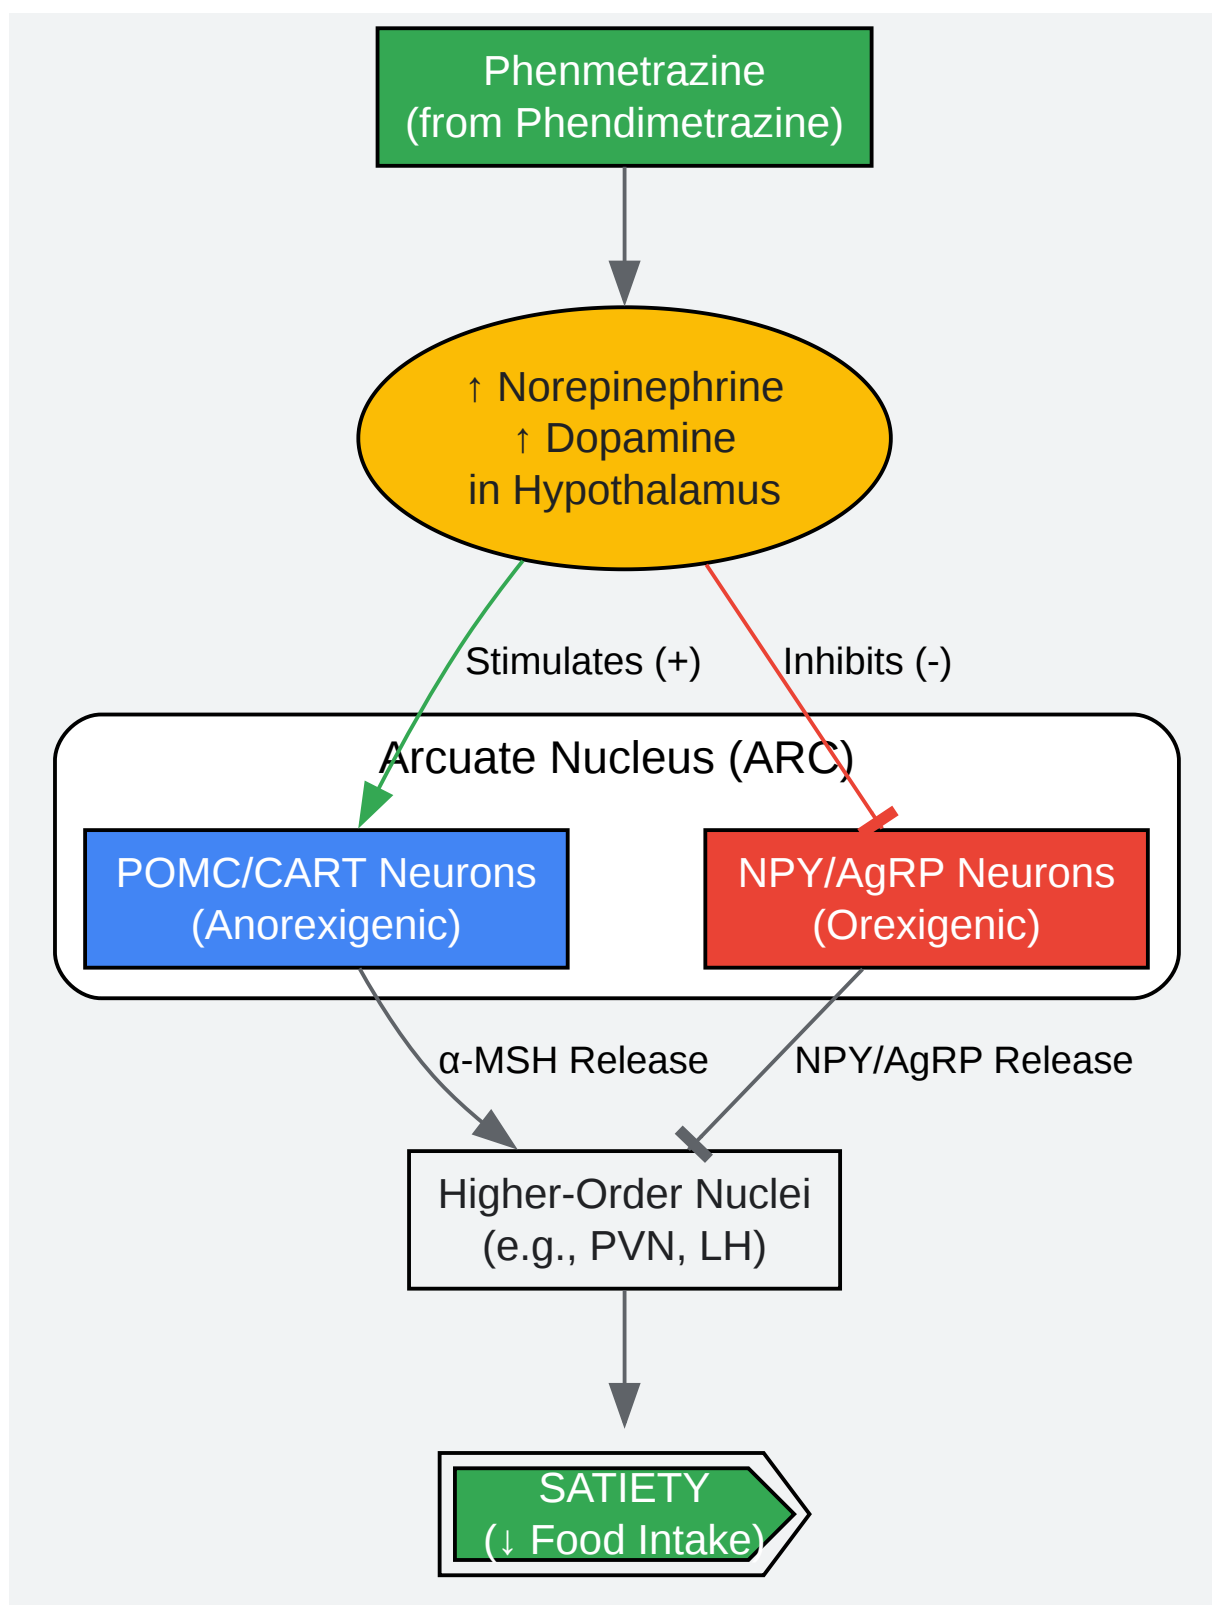 Phenmetrazine
(from Phendimetrazine)
↑ Norepinephrine
↑ Dopamine
in Hypothalamus
Stimulates (+)
Inhibits (-)
Arcuate Nucleus (ARC)
POMC/CART Neurons
(Anorexigenic)
NPY/AgRP Neurons
(Orexigenic)
α-MSH Release
NPY/AgRP Release
Higher-Order Nuclei
(e.g., PVN, LH)
SATIETY
(↓ Food Intake)